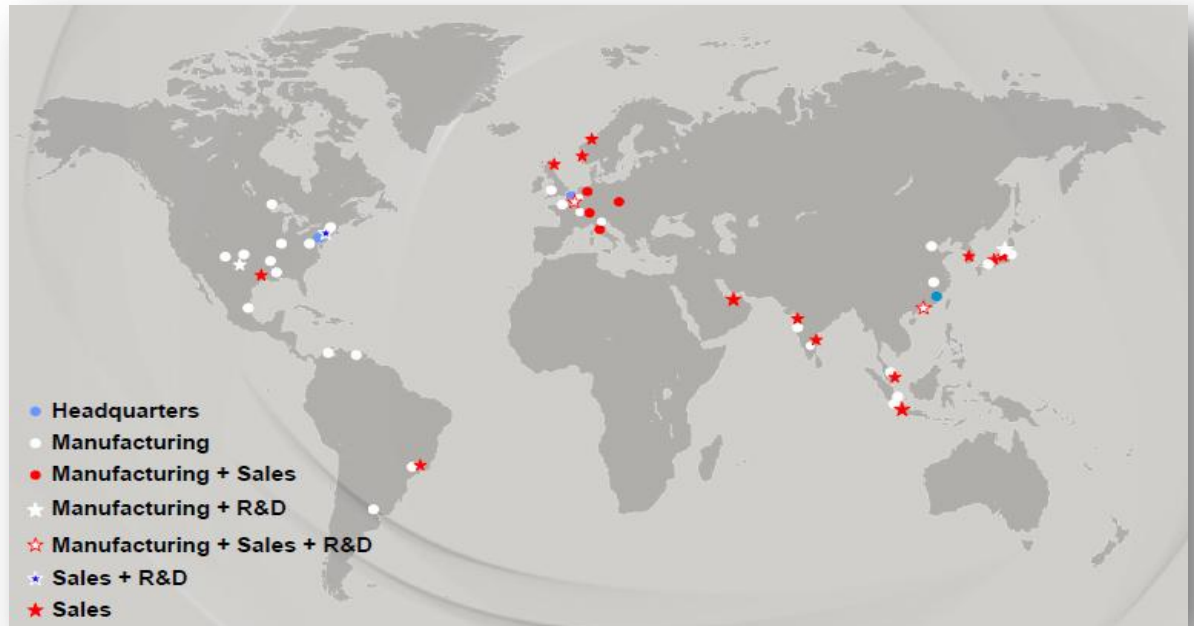 Headquarters
Manufacturing
Manufacturing + Sales
Manufacturing + R&D
Manufacturing + Sales + R&D
Sales + R&D
Sales